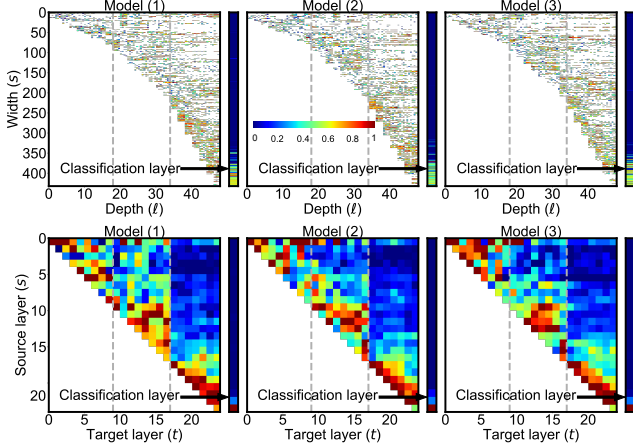 Model (1) Model (2) Model (3)
0
50
100
150
200
250
300
350
400
Width (s)
0 0.2 0.4 0.6 0.8 1
Classification layer Classification layer Classification layer
0 10 20 30 40 0 10 20 30 40 0 10 20 30 40
Depth (ℓ) Depth (ℓ) Depth (ℓ)
Model (1) Model (2) Model (3)
0
5
10
15
20
Source layer (s)
Classification layer Classification layer Classification layer
0 5 10 15 20 0 5 10 15 20 0 5 10 15 20
Target layer (t) Target layer (t) Target layer (t)